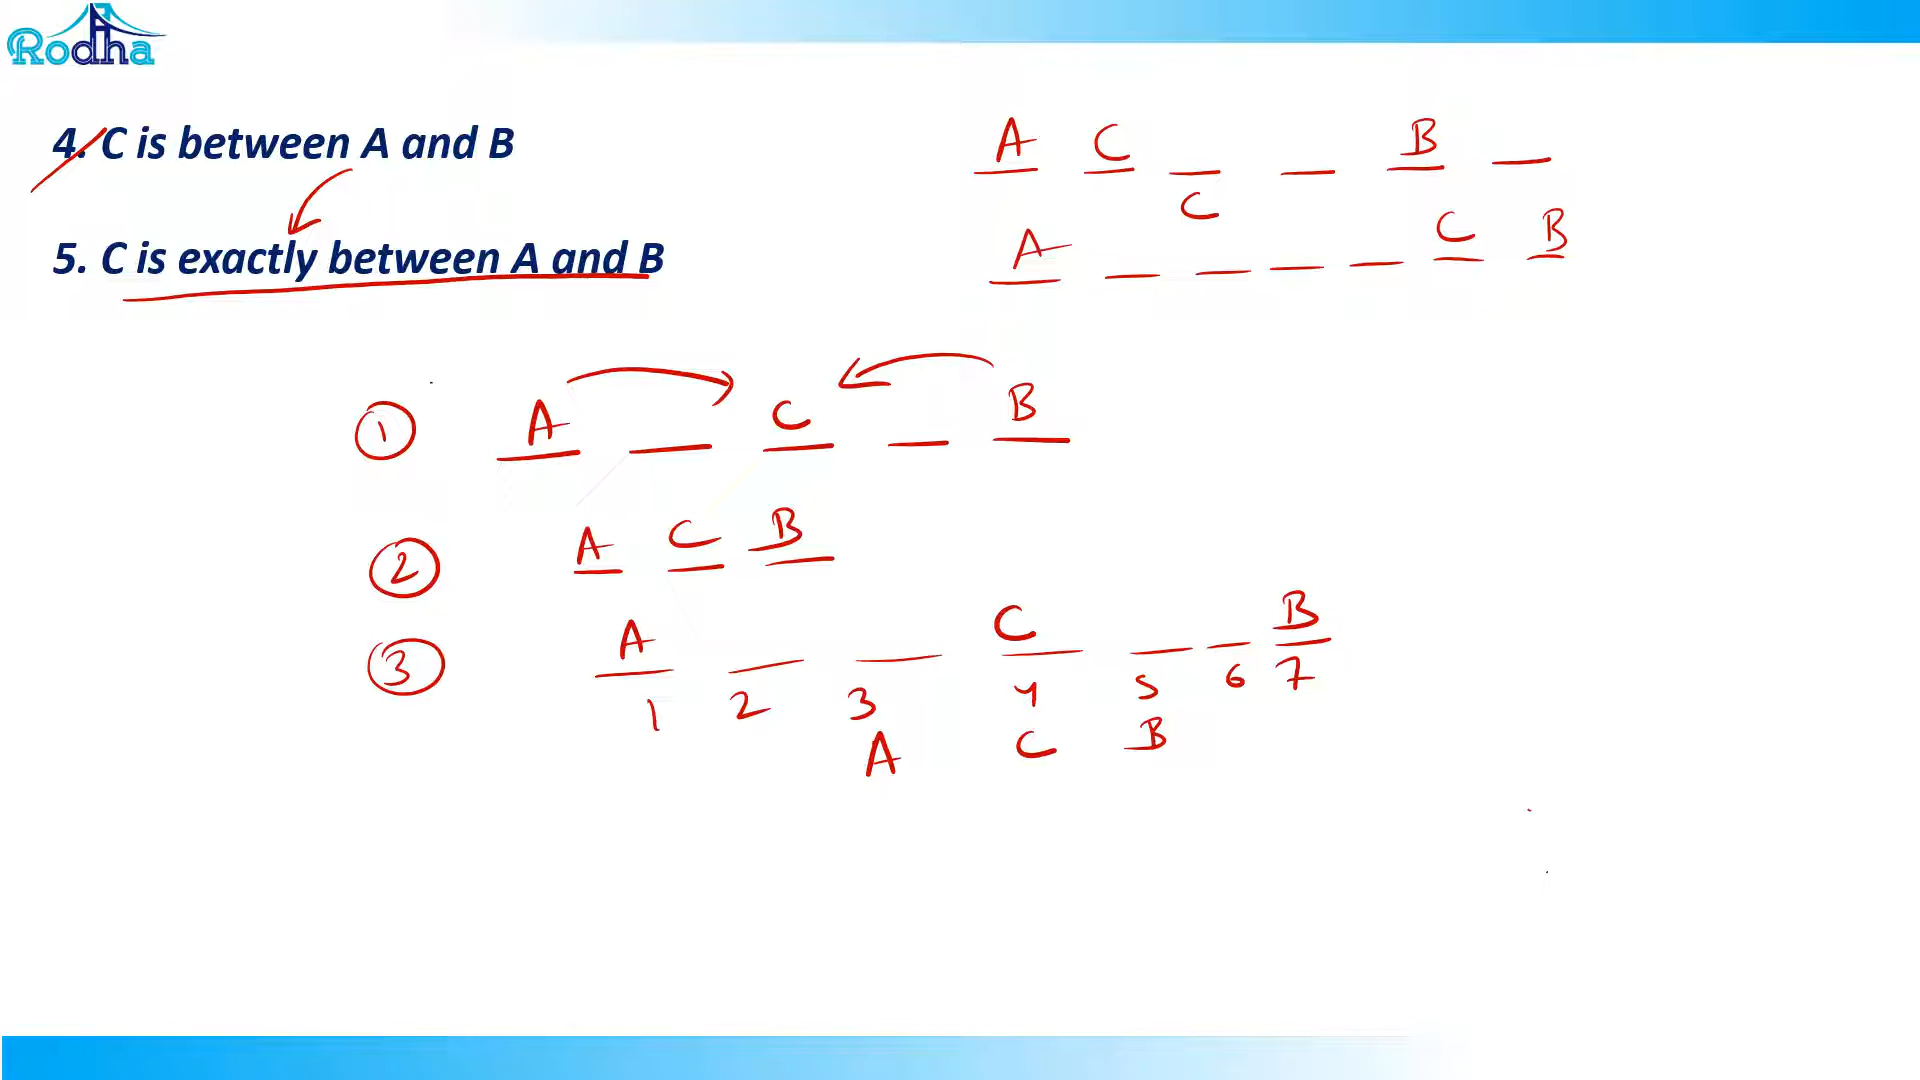 Rodha
4. C is between A and B
A C B
C
5. C is exactly between A and B
A C B
1 A C B
2 A C B
3 A C B
1 2 3 4 5 6 7
A C B